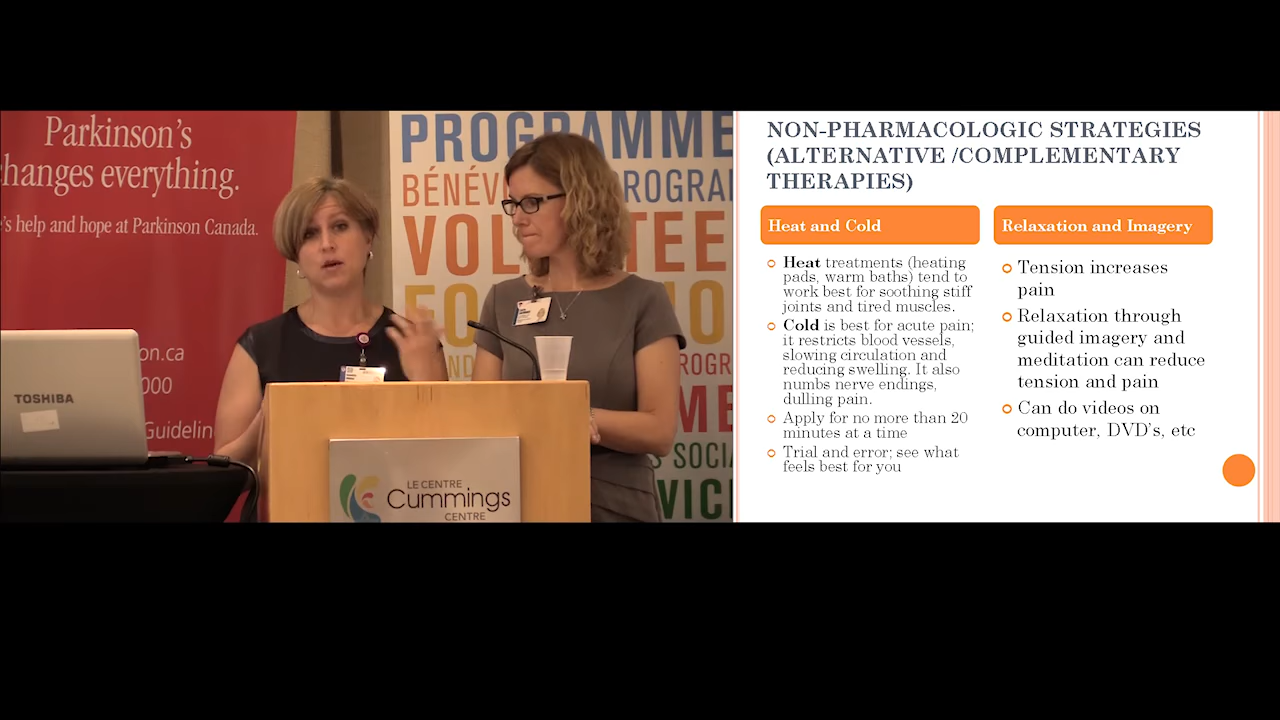 Parkinson's
hanges everything.
's help and hope at Parkinson Canada.
on.ca
000
Guidelin
TOSHIBA
PROGRAMME
BÉNÉV
ROGRA
VOL
TEE
ND
PROGR
ROGR
ME
S SOCIA
VIC
LE CENTRE
Cummings
CENTRE
NON-PHARMACOLOGIC STRATEGIES
(ALTERNATIVE /COMPLEMENTARY
THERAPIES)
Heat and Cold
Heat treatments (heating
pads, warm baths) tend to
work best for soothing stiff
joints and tired muscles.
Cold is best for acute pain;
it restricts blood vessels,
slowing circulation and
reducing swelling. It also
numbs nerve endings,
dulling pain.
Apply for no more than 20
minutes at a time
Trial and error; see what
feels best for you
Relaxation and Imagery
Tension increases
pain
Relaxation through
guided imagery and
meditation can reduce
tension and pain
Can do videos on
computer, DVD's, etc